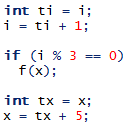 int ti = i;
i = ti + 1;
if (i % 3 == 0)
  f(x);
int tx = x;
x = tx + 5;